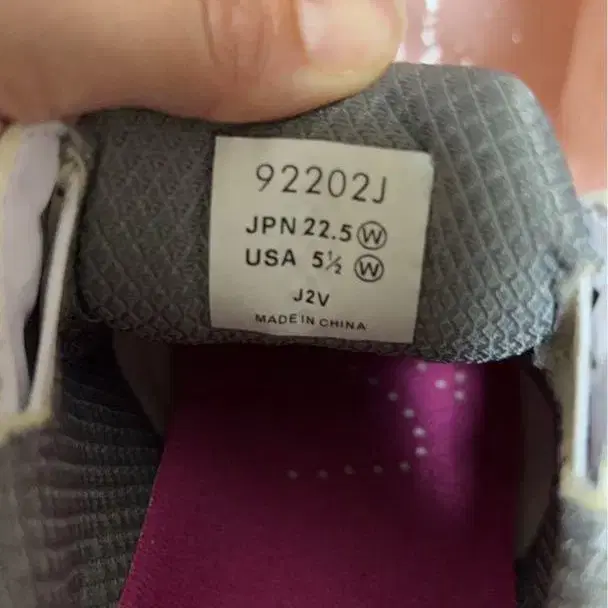 92202J
JPN 22.5 Ⓦ
USA 5½ Ⓦ
J2V
MADE IN CHINA